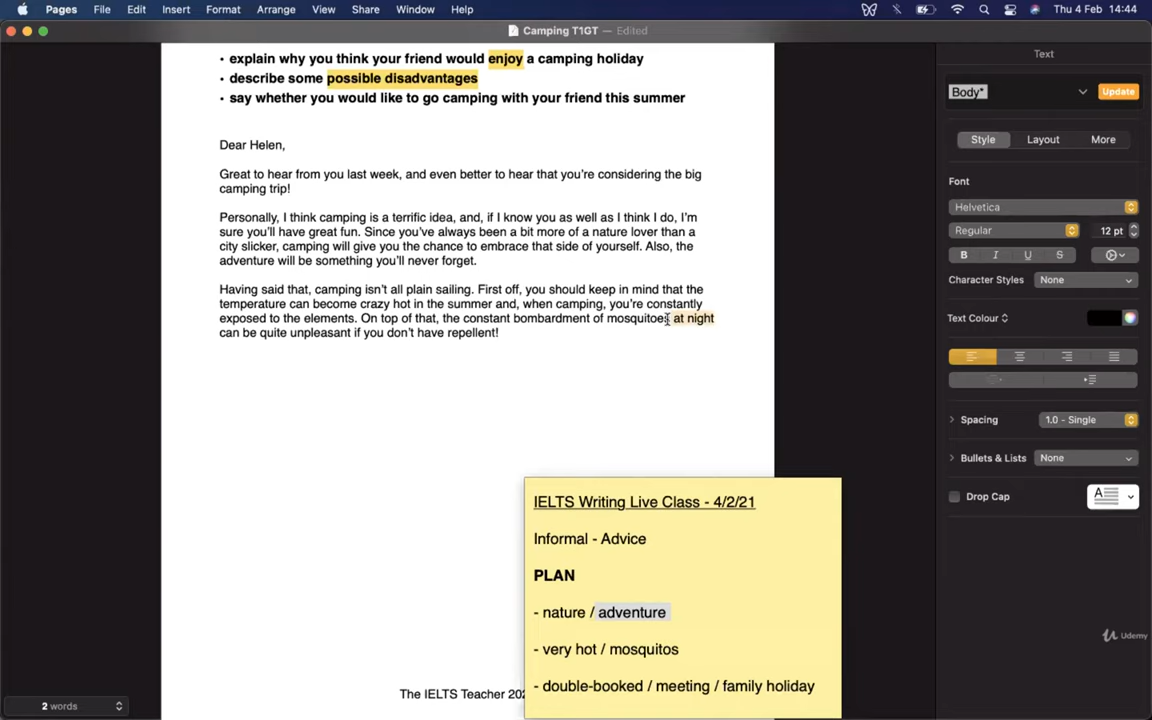 Pages File Edit Insert Format Arrange View Share Window Help Thu 4 Feb 14:44
Camping T1GT — Edited
• explain why you think your friend would enjoy a camping holiday
• describe some possible disadvantages
• say whether you would like to go camping with your friend this summer
Dear Helen,
Great to hear from you last week, and even better to hear that you're considering the big
camping trip!
Personally, I think camping is a terrific idea, and, if I know you as well as I think I do, I'm
sure you'll have great fun. Since you've always been a bit more of a nature lover than a
city slicker, camping will give you the chance to embrace that side of yourself. Also, the
adventure will be something you'll never forget.
Having said that, camping isn't all plain sailing. First off, you should keep in mind that the
temperature can become crazy hot in the summer and, when camping, you're constantly
exposed to the elements. On top of that, the constant bombardment of mosquitoes at night
can be quite unpleasant if you don't have repellent!
The IELTS Teacher 202
2 words
IELTS Writing Live Class - 4/2/21
Informal - Advice
PLAN
- nature / adventure
- very hot / mosquitos
- double-booked / meeting / family holiday
Text
Body* Update
Style Layout More
Font
Helvetica
Regular 12 pt
B I U S
Character Styles None
Text Colour
Spacing 1.0 - Single
Bullets & Lists None
Drop Cap A
Udemy